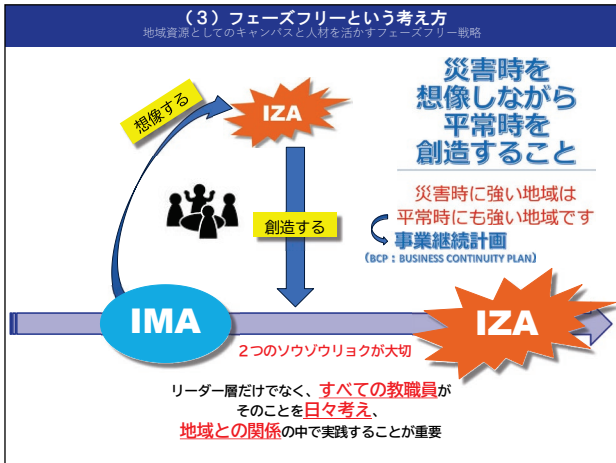 （３）フェーズフリーという考え方
地域資源としてのキャンパスと人材を活かすフェーズフリー戦略
災害時を
想像しながら
平常時を
創造すること
想像する
IZA
災害時に強い地域は
平常時にも強い地域です
事業継続計画
（BCP：BUSINESS CONTINUITY PLAN）
創造する
IMA
IZA
２つのソウゾウリョクが大切
リーダー層だけでなく、すべての教職員が
そのことを日々考え、
地域との関係の中で実践することが重要